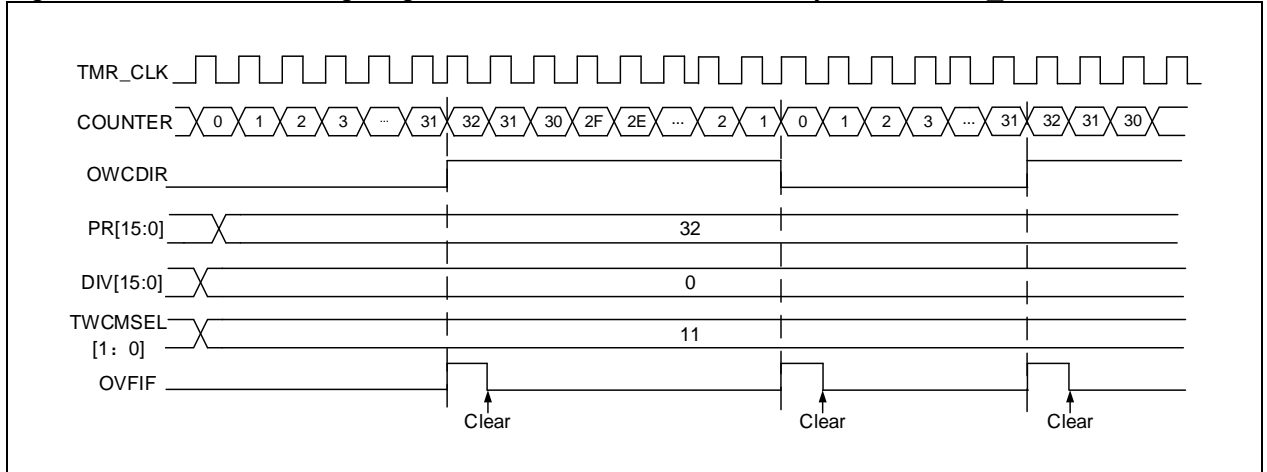 TMR_CLK
COUNTER 0 1 2 3 ... 31 32 31 30 2F 2E ... 2 1 0 1 2 3 ... 31 32 31 30
OWCDIR
PR[15:0] 32
DIV[15:0] 0
TWCMSEL
[1：0] 11
OVFIF
Clear Clear Clear